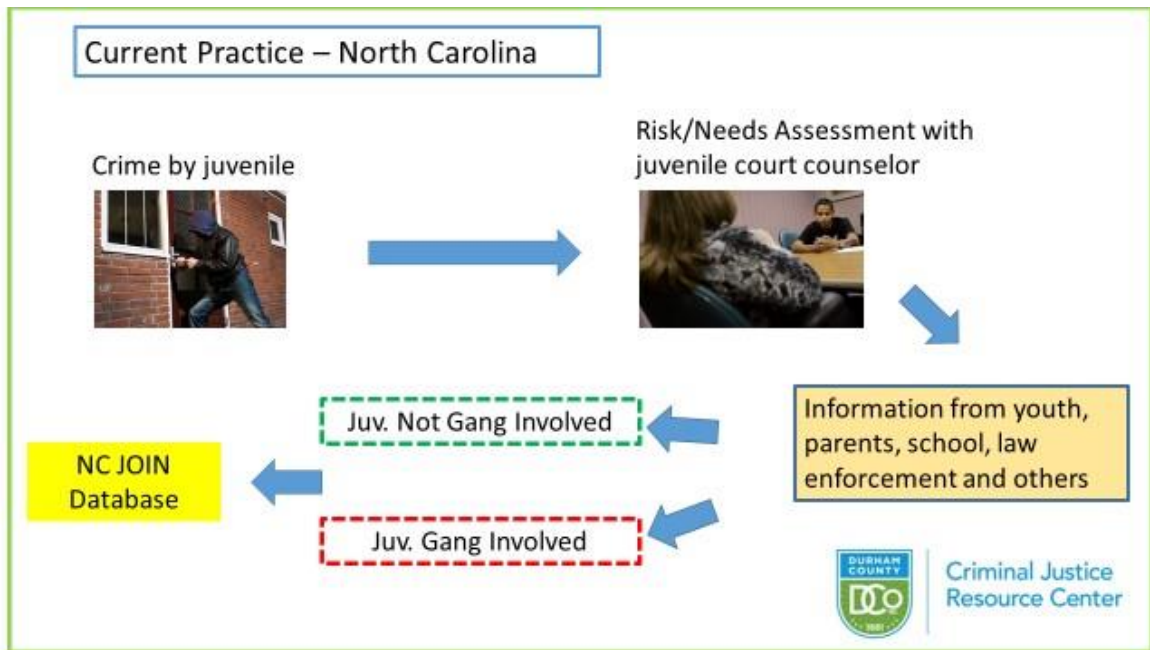 Current Practice – North Carolina
Crime by juvenile
Risk/Needs Assessment with
juvenile court counselor
Information from youth,
parents, school, law
enforcement and others
Juv. Not Gang Involved
Juv. Gang Involved
NC JOIN
Database
DURHAM
COUNTY
DCo
1881
Criminal Justice
Resource Center